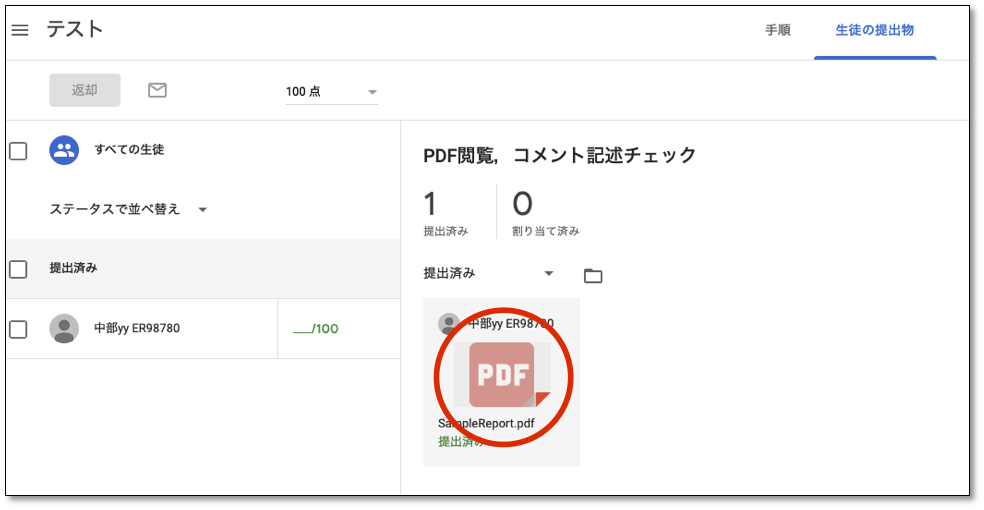 テスト
手順
生徒の提出物
返却
100 点
すべての生徒
ステータスで並べ替え
提出済み
中部yy ER98780
__/100
PDF閲覧，コメント記述チェック
1
提出済み
0
割り当て済み
提出済み
中部yy ER98780
PDF
SampleReport.pdf
提出済み